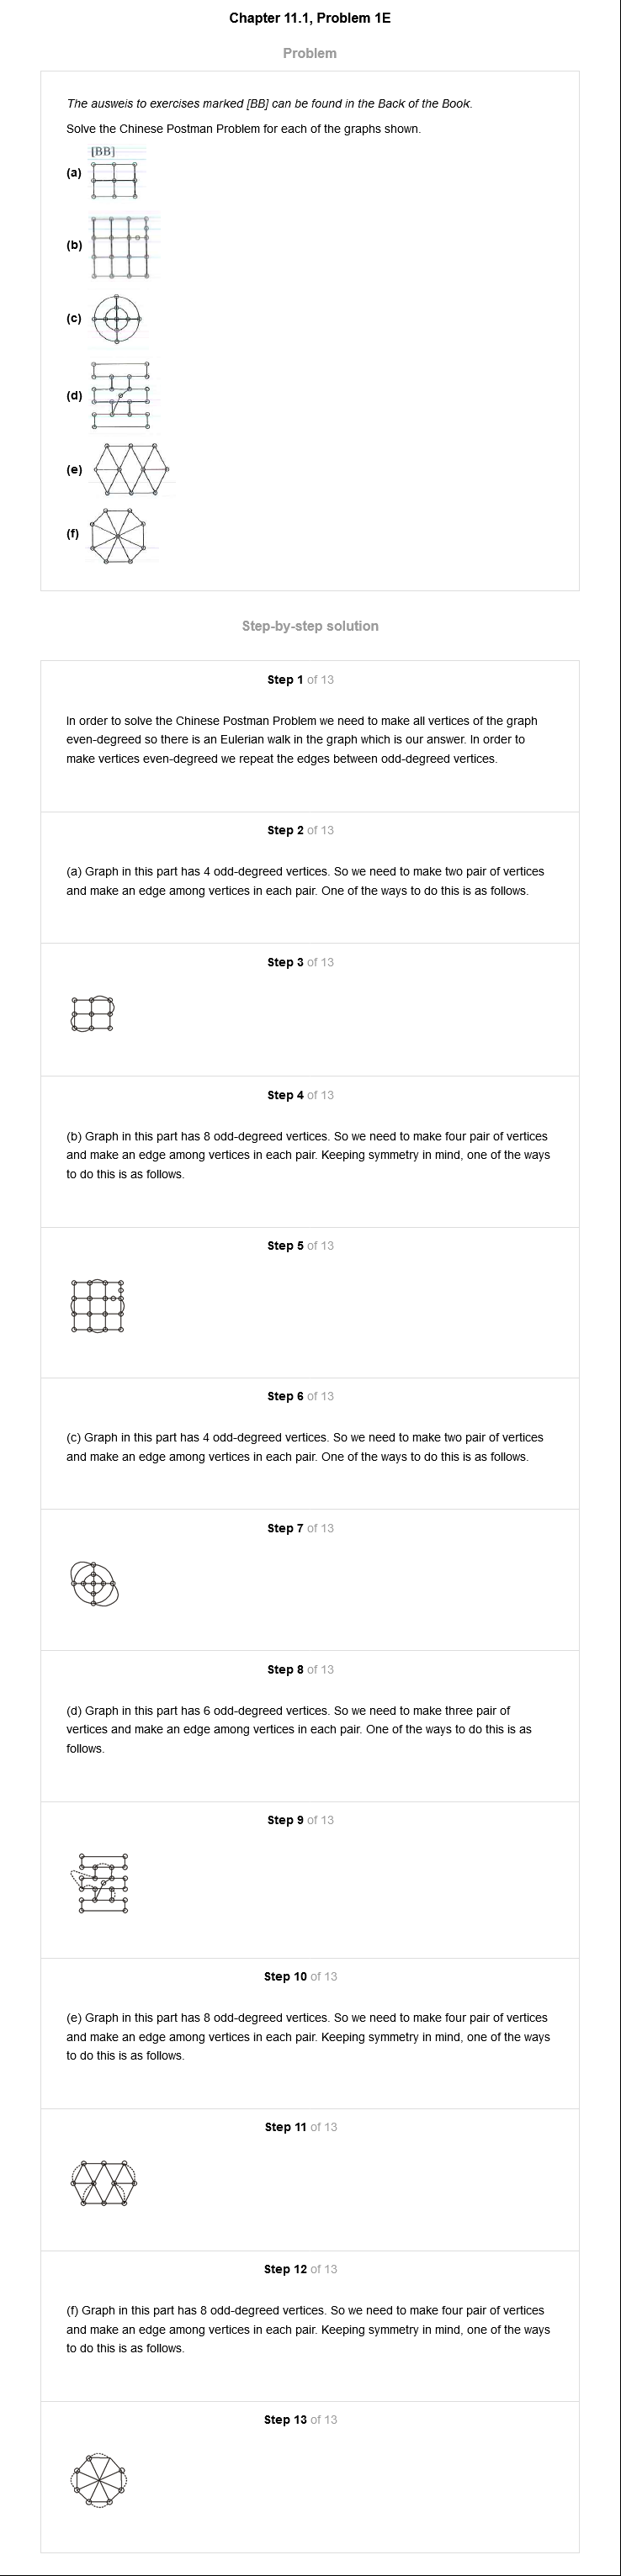 Chapter 11.1, Problem 1E
Problem
The ausweis to exercises marked [BB] can be found in the Back of the Book.
Solve the Chinese Postman Problem for each of the graphs shown.
[BB]
(a)
(b)
(c)
(d)
(e)
(f)
Step-by-step solution
Step 1 of 13
In order to solve the Chinese Postman Problem we need to make all vertices of the graph
even-degreed so there is an Eulerian walk in the graph which is our answer. In order to
make vertices even-degreed we repeat the edges between odd-degreed vertices.
Step 2 of 13
(a) Graph in this part has 4 odd-degreed vertices. So we need to make two pair of vertices
and make an edge among vertices in each pair. One of the ways to do this is as follows.
Step 3 of 13
Step 4 of 13
(b) Graph in this part has 8 odd-degreed vertices. So we need to make four pair of vertices
and make an edge among vertices in each pair. Keeping symmetry in mind, one of the ways
to do this is as follows.
Step 5 of 13
Step 6 of 13
(c) Graph in this part has 4 odd-degreed vertices. So we need to make two pair of vertices
and make an edge among vertices in each pair. One of the ways to do this is as follows.
Step 7 of 13
Step 8 of 13
(d) Graph in this part has 6 odd-degreed vertices. So we need to make three pair of
vertices and make an edge among vertices in each pair. One of the ways to do this is as
follows.
Step 9 of 13
Step 10 of 13
(e) Graph in this part has 8 odd-degreed vertices. So we need to make four pair of vertices
and make an edge among vertices in each pair. Keeping symmetry in mind, one of the ways
to do this is as follows.
Step 11 of 13
Step 12 of 13
(f) Graph in this part has 8 odd-degreed vertices. So we need to make four pair of vertices
and make an edge among vertices in each pair. Keeping symmetry in mind, one of the ways
to do this is as follows.
Step 13 of 13